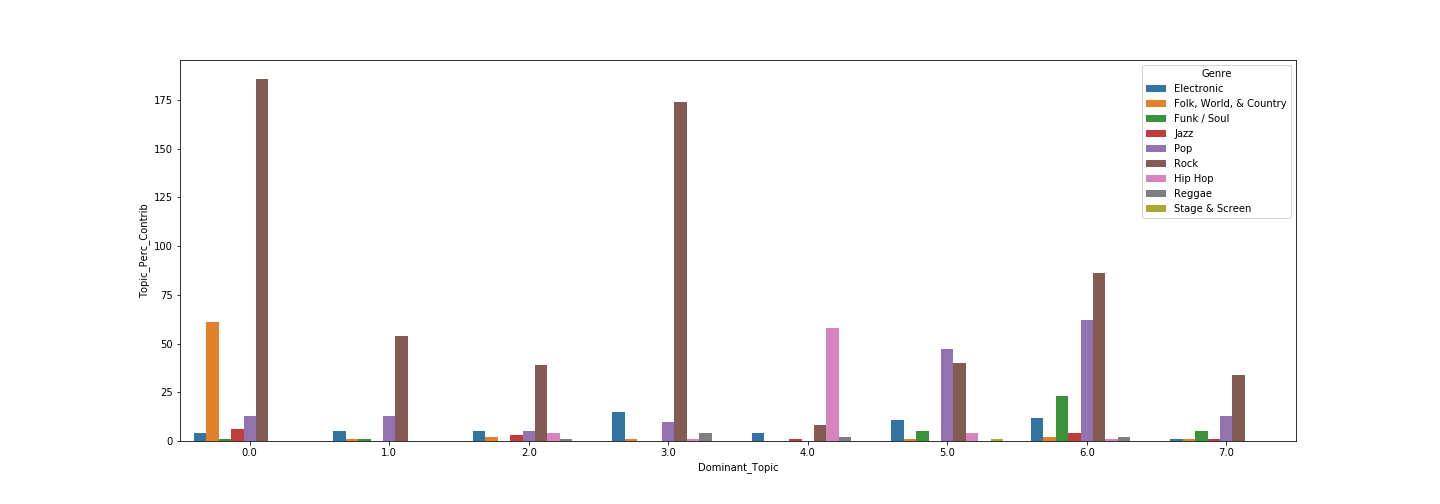 Genre
Electronic
Folk, World, & Country
Funk / Soul
Jazz
Pop
Rock
Hip Hop
Reggae
Stage & Screen
Topic_Perc_Contrib
175
150
125
100
75
50
25
0
0.0 1.0 2.0 3.0 4.0 5.0 6.0 7.0
Dominant_Topic